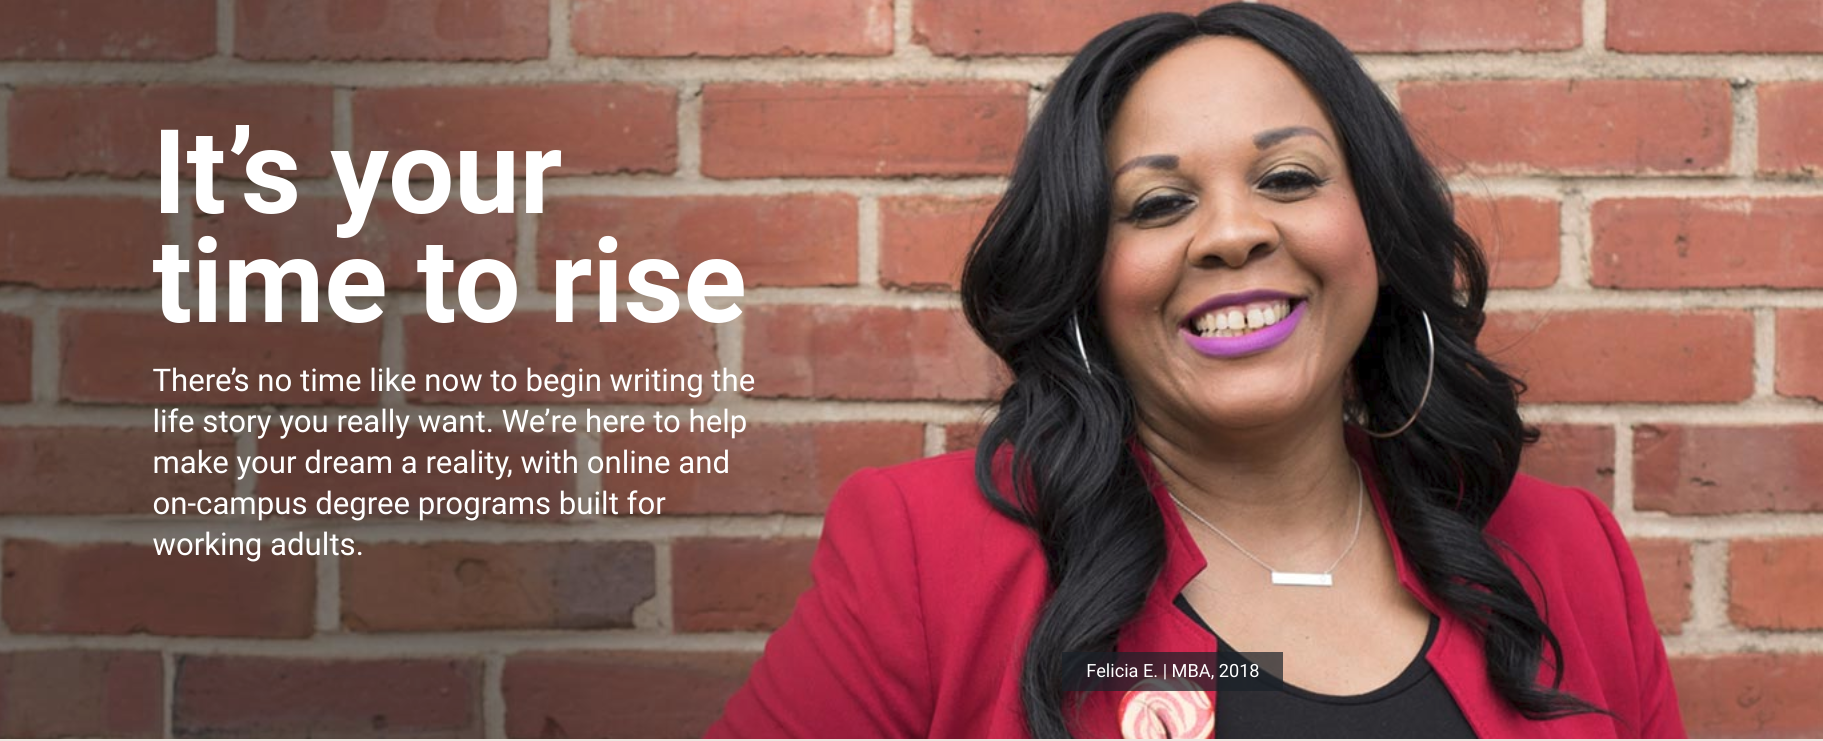 It’s your
time to rise
There’s no time like now to begin writing the
life story you really want. We’re here to help
make your dream a reality, with online and
on-campus degree programs built for
working adults.
Felicia E. | MBA, 2018